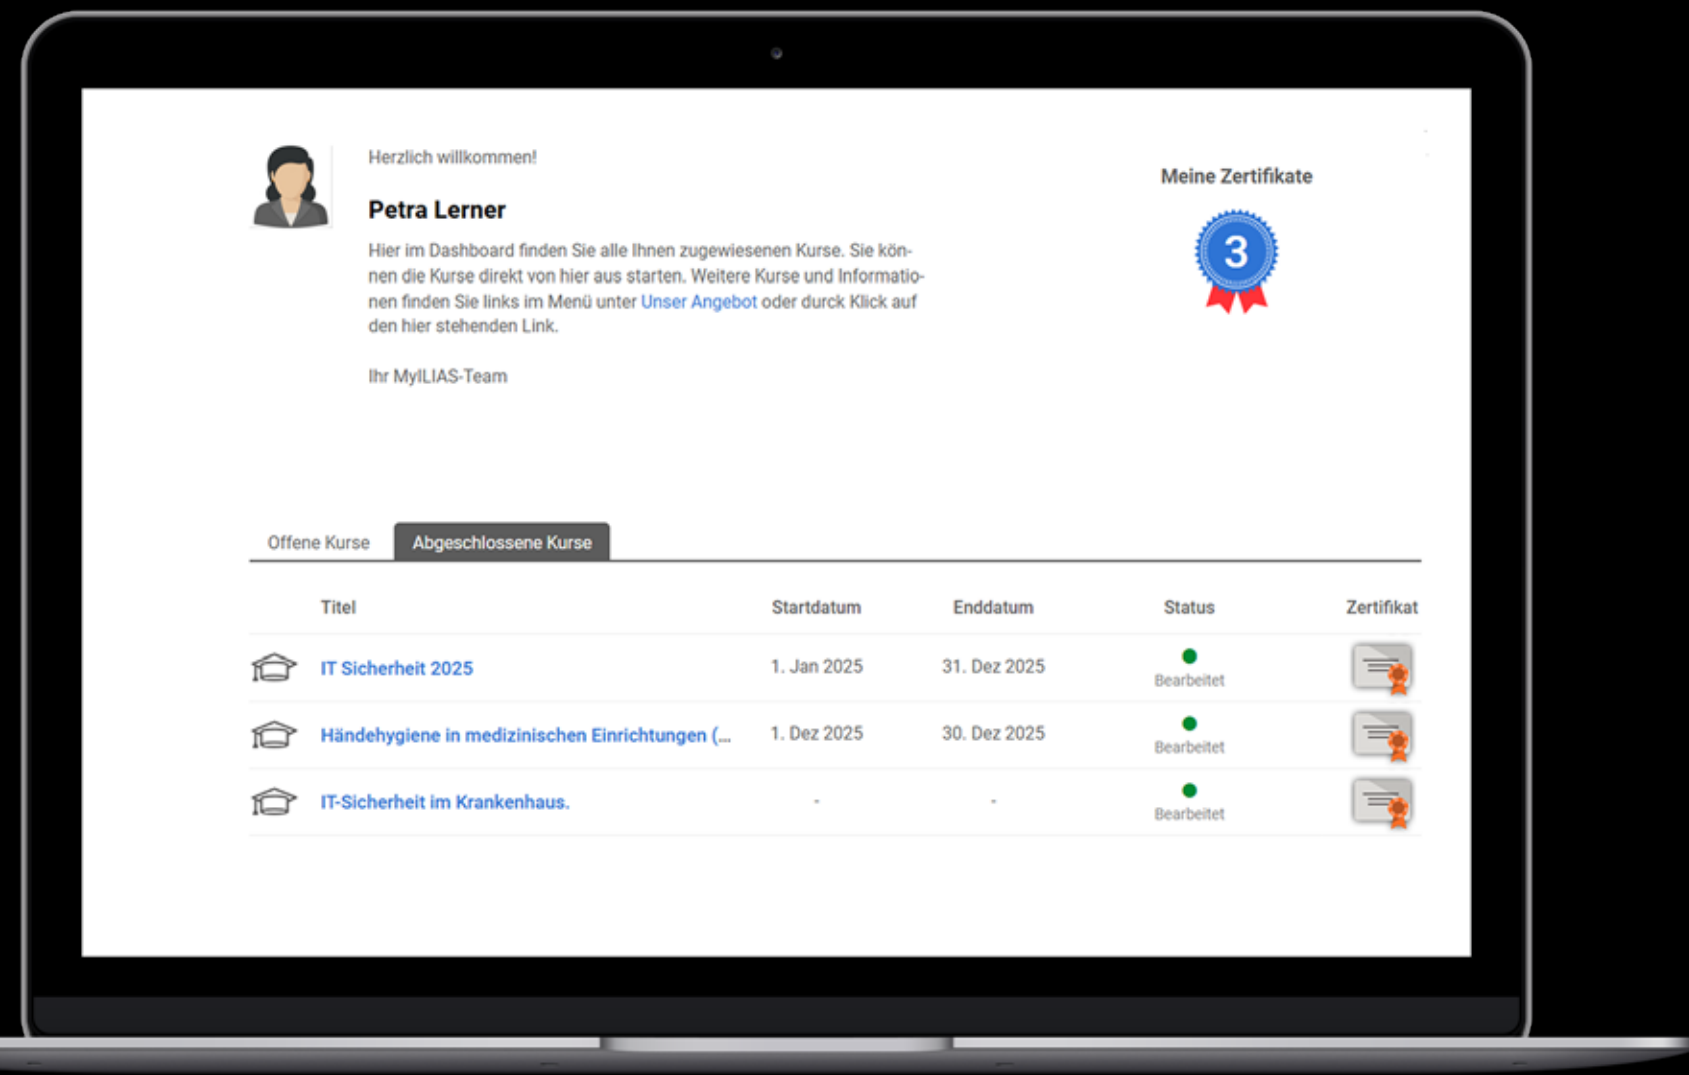 Herzlich willkommen!
Meine Zertifikate
3
Petra Lerner
Hier im Dashboard finden Sie alle Ihnen zugewiesenen Kurse. Sie kön-
nen die Kurse direkt von hier aus starten. Weitere Kurse und Informatio-
nen finden Sie links im Menü unter Unser Angebot oder durck Klick auf
den hier stehenden Link.
Ihr MyILIAS-Team
Offene Kurse Abgeschlossene Kurse
Titel Startdatum Enddatum Status Zertifikat
IT Sicherheit 2025 1. Jan 2025 31. Dez 2025 Bearbeitet
Händehygiene in medizinischen Einrichtungen (... 1. Dez 2025 30. Dez 2025 Bearbeitet
IT-Sicherheit im Krankenhaus. - - Bearbeitet